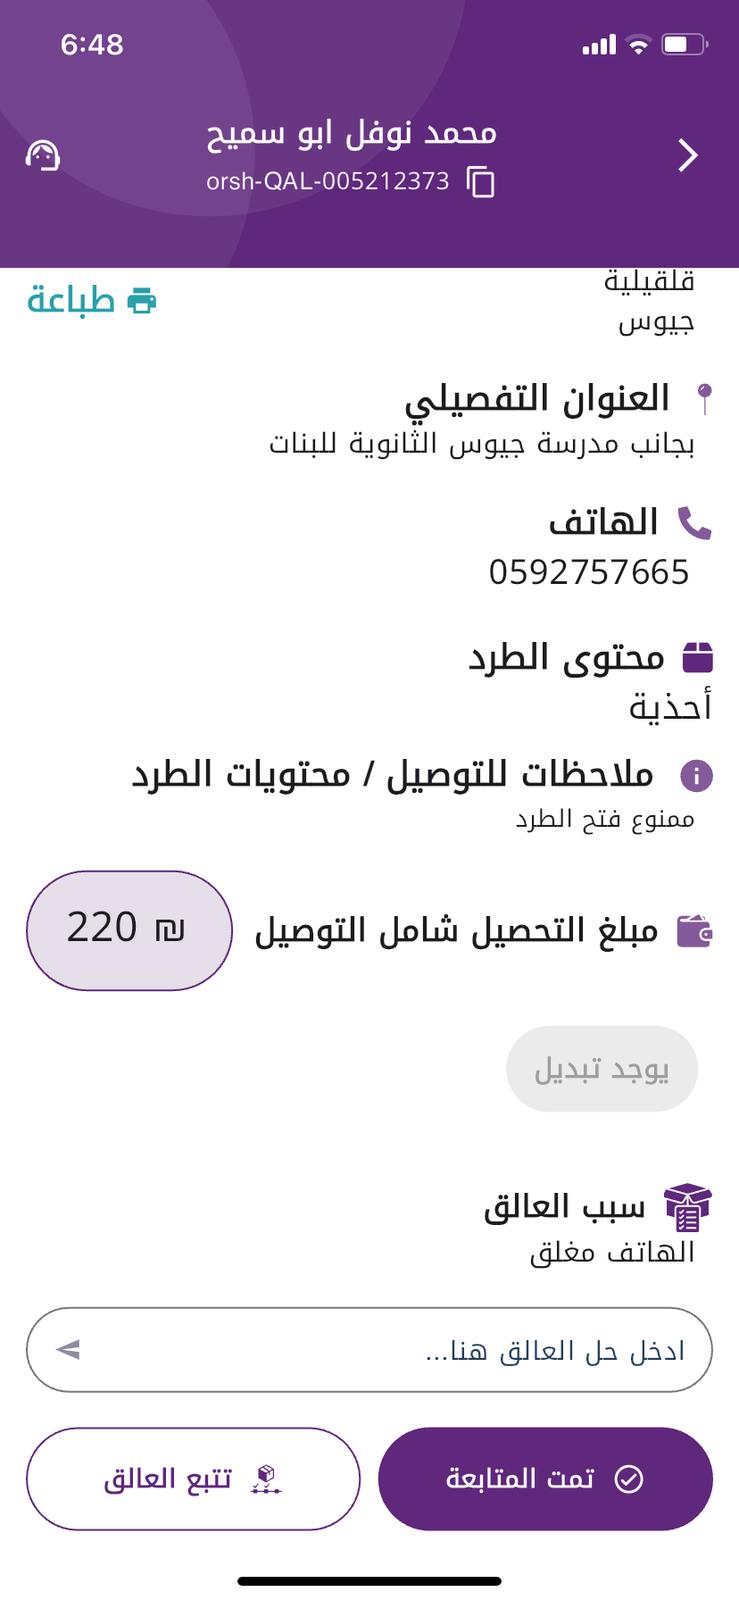 6:48
محمد نوفل ابو سميح
orsh-QAL-005212373
قلقيلية
طباعة
جيوس
العنوان التفصيلي
بجانب مدرسة جيوس الثانوية للبنات
الهاتف
0592757665
محتوى الطرد
أحذية
ملاحظات للتوصيل / محتويات الطرد
ممنوع فتح الطرد
مبلغ التحصيل شامل التوصيل
₪ 220
يوجد تبديل
سبب العالق
الهاتف مغلق
ادخل حل العالق هنا...
تمت المتابعة
تتبع العالق